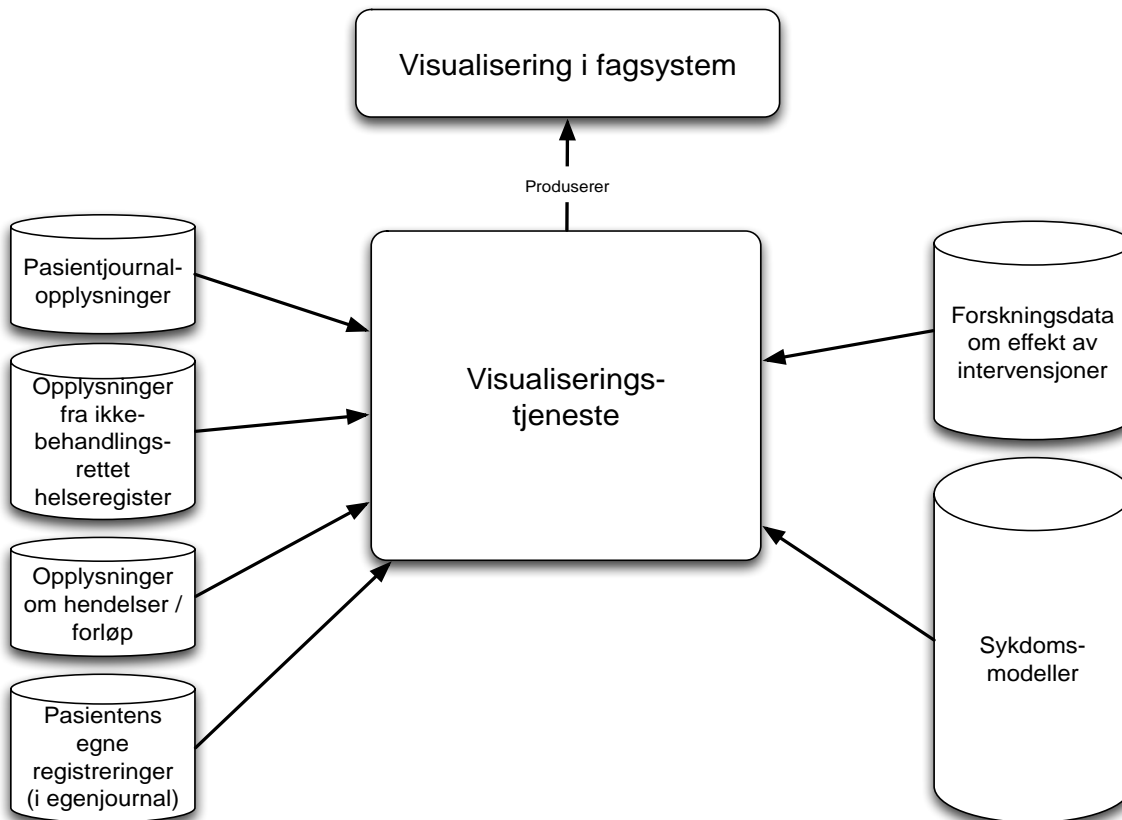 Visualisering i fagsystem
Produserer
Pasientjournal-
opplysninger
Opplysninger
fra ikke-
behandlings-
rettet
helseregister
Opplysninger
om hendelser /
forløp
Pasientens
egne
registreringer
(i egenjournal)
Visualiserings-
tjeneste
Forskningsdata
om effekt av
intervensjoner
Sykdoms-
modeller